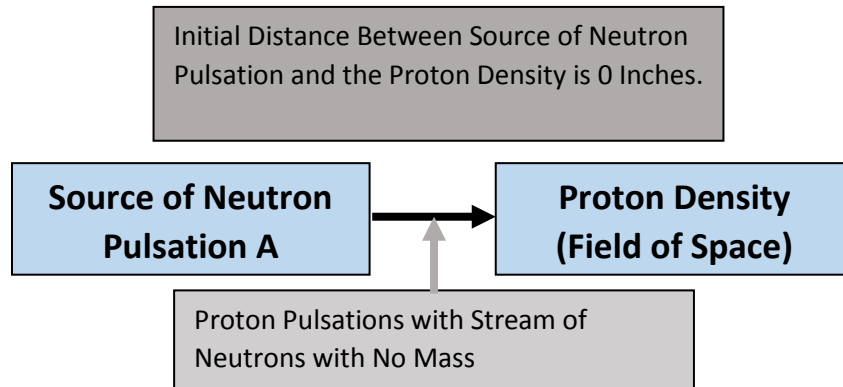 Initial Distance Between Source of Neutron
Pulsation and the Proton Density is 0 Inches.
Source of Neutron
Pulsation A
Proton Density
(Field of Space)
Proton Pulsations with Stream of
Neutrons with No Mass